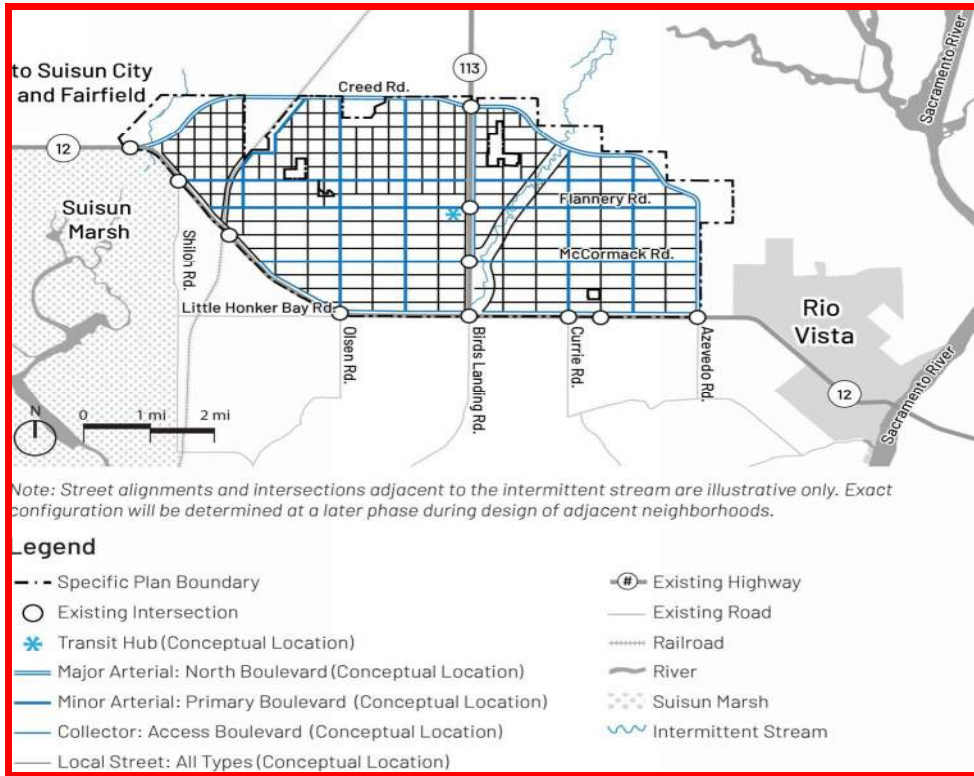 to Suisun City
and Fairfield
113
Creed Rd.
Sacramento River
12
Suisun
Marsh
Flannery Rd.
Shiloh Rd.
McCormack Rd.
Little Honker Bay Rd.
Rio
Vista
Olsen Rd.
Birds Landing Rd.
Currie Rd.
Azevedo Rd.
12
Sacramento River
N
0 1 mi 2 mi
Note: Street alignments and intersections adjacent to the intermittent stream are illustrative only. Exact
configuration will be determined at a later phase during design of adjacent neighborhoods.
Legend
Specific Plan Boundary
Existing Intersection
Transit Hub (Conceptual Location)
Major Arterial: North Boulevard (Conceptual Location)
Minor Arterial: Primary Boulevard (Conceptual Location)
Collector: Access Boulevard (Conceptual Location)
Local Street: All Types (Conceptual Location)
# Existing Highway
Existing Road
Railroad
River
Suisun Marsh
Intermittent Stream